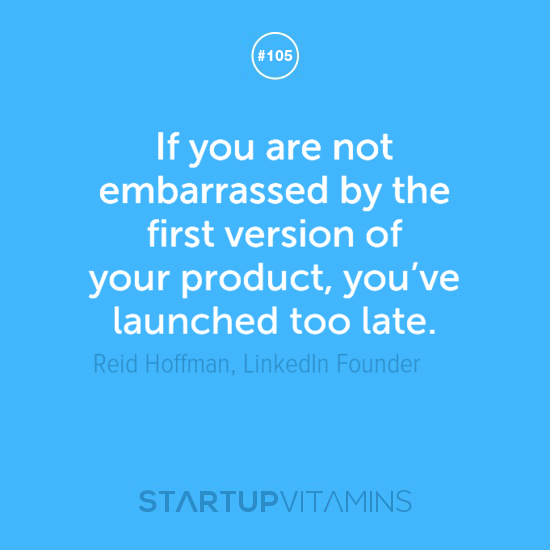 #105
If you are not
embarrassed by the
first version of
your product, you’ve
launched too late.
Reid Hoffman, LinkedIn Founder
STARTUPVITAMINS